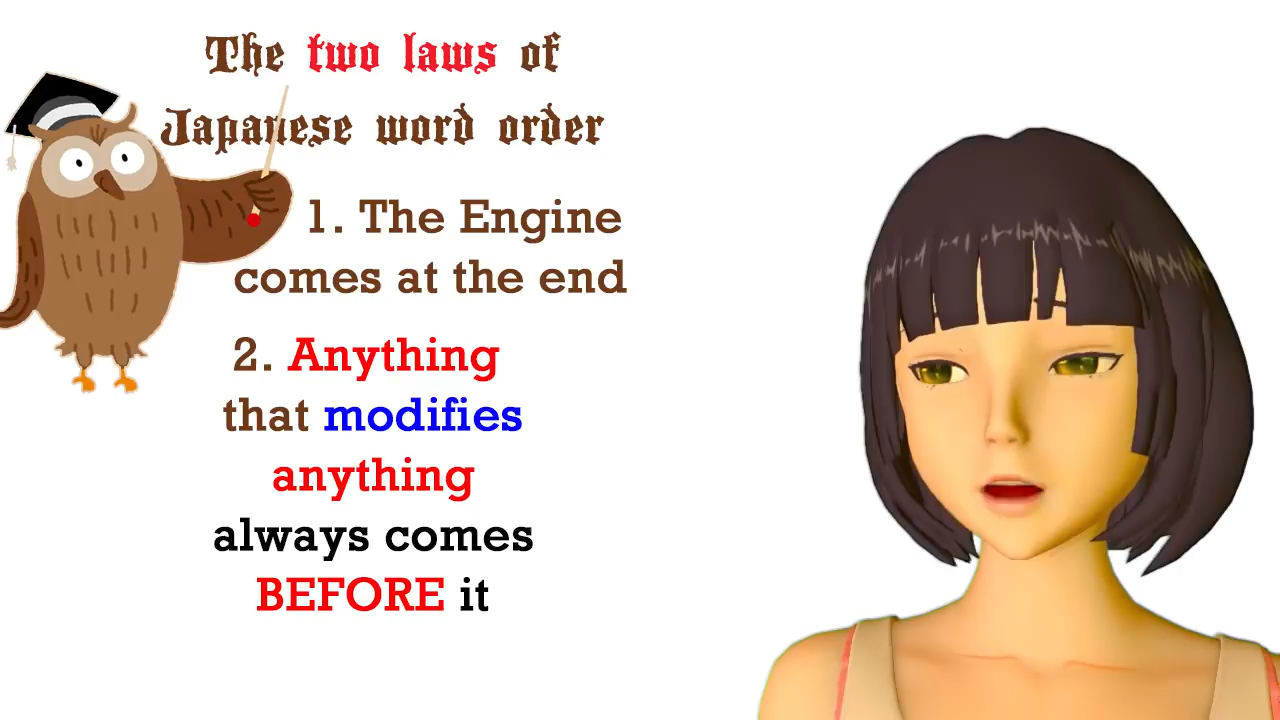 The two laws of
Japanese word order
1. The Engine
comes at the end
2. Anything
that modifies
anything
always comes
BEFORE it